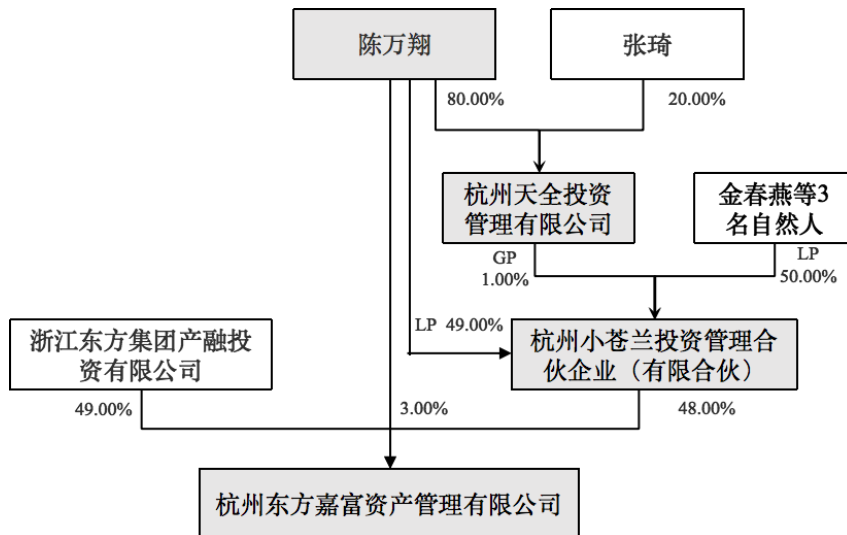 陈万翔
张琦
80.00%
20.00%
杭州天全投资
管理有限公司
金春燕等3
名自然人
GP
1.00%
LP
50.00%
浙江东方集团产融投
资有限公司
LP 49.00%
杭州小苍兰投资管理合
伙企业（有限合伙）
49.00%
3.00%
48.00%
杭州东方嘉富资产管理有限公司